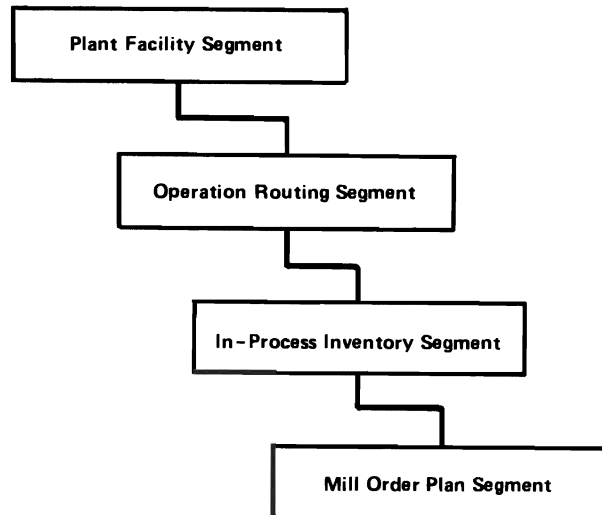 Plant Facility Segment
Operation Routing Segment
In-Process Inventory Segment
Mill Order Plan Segment